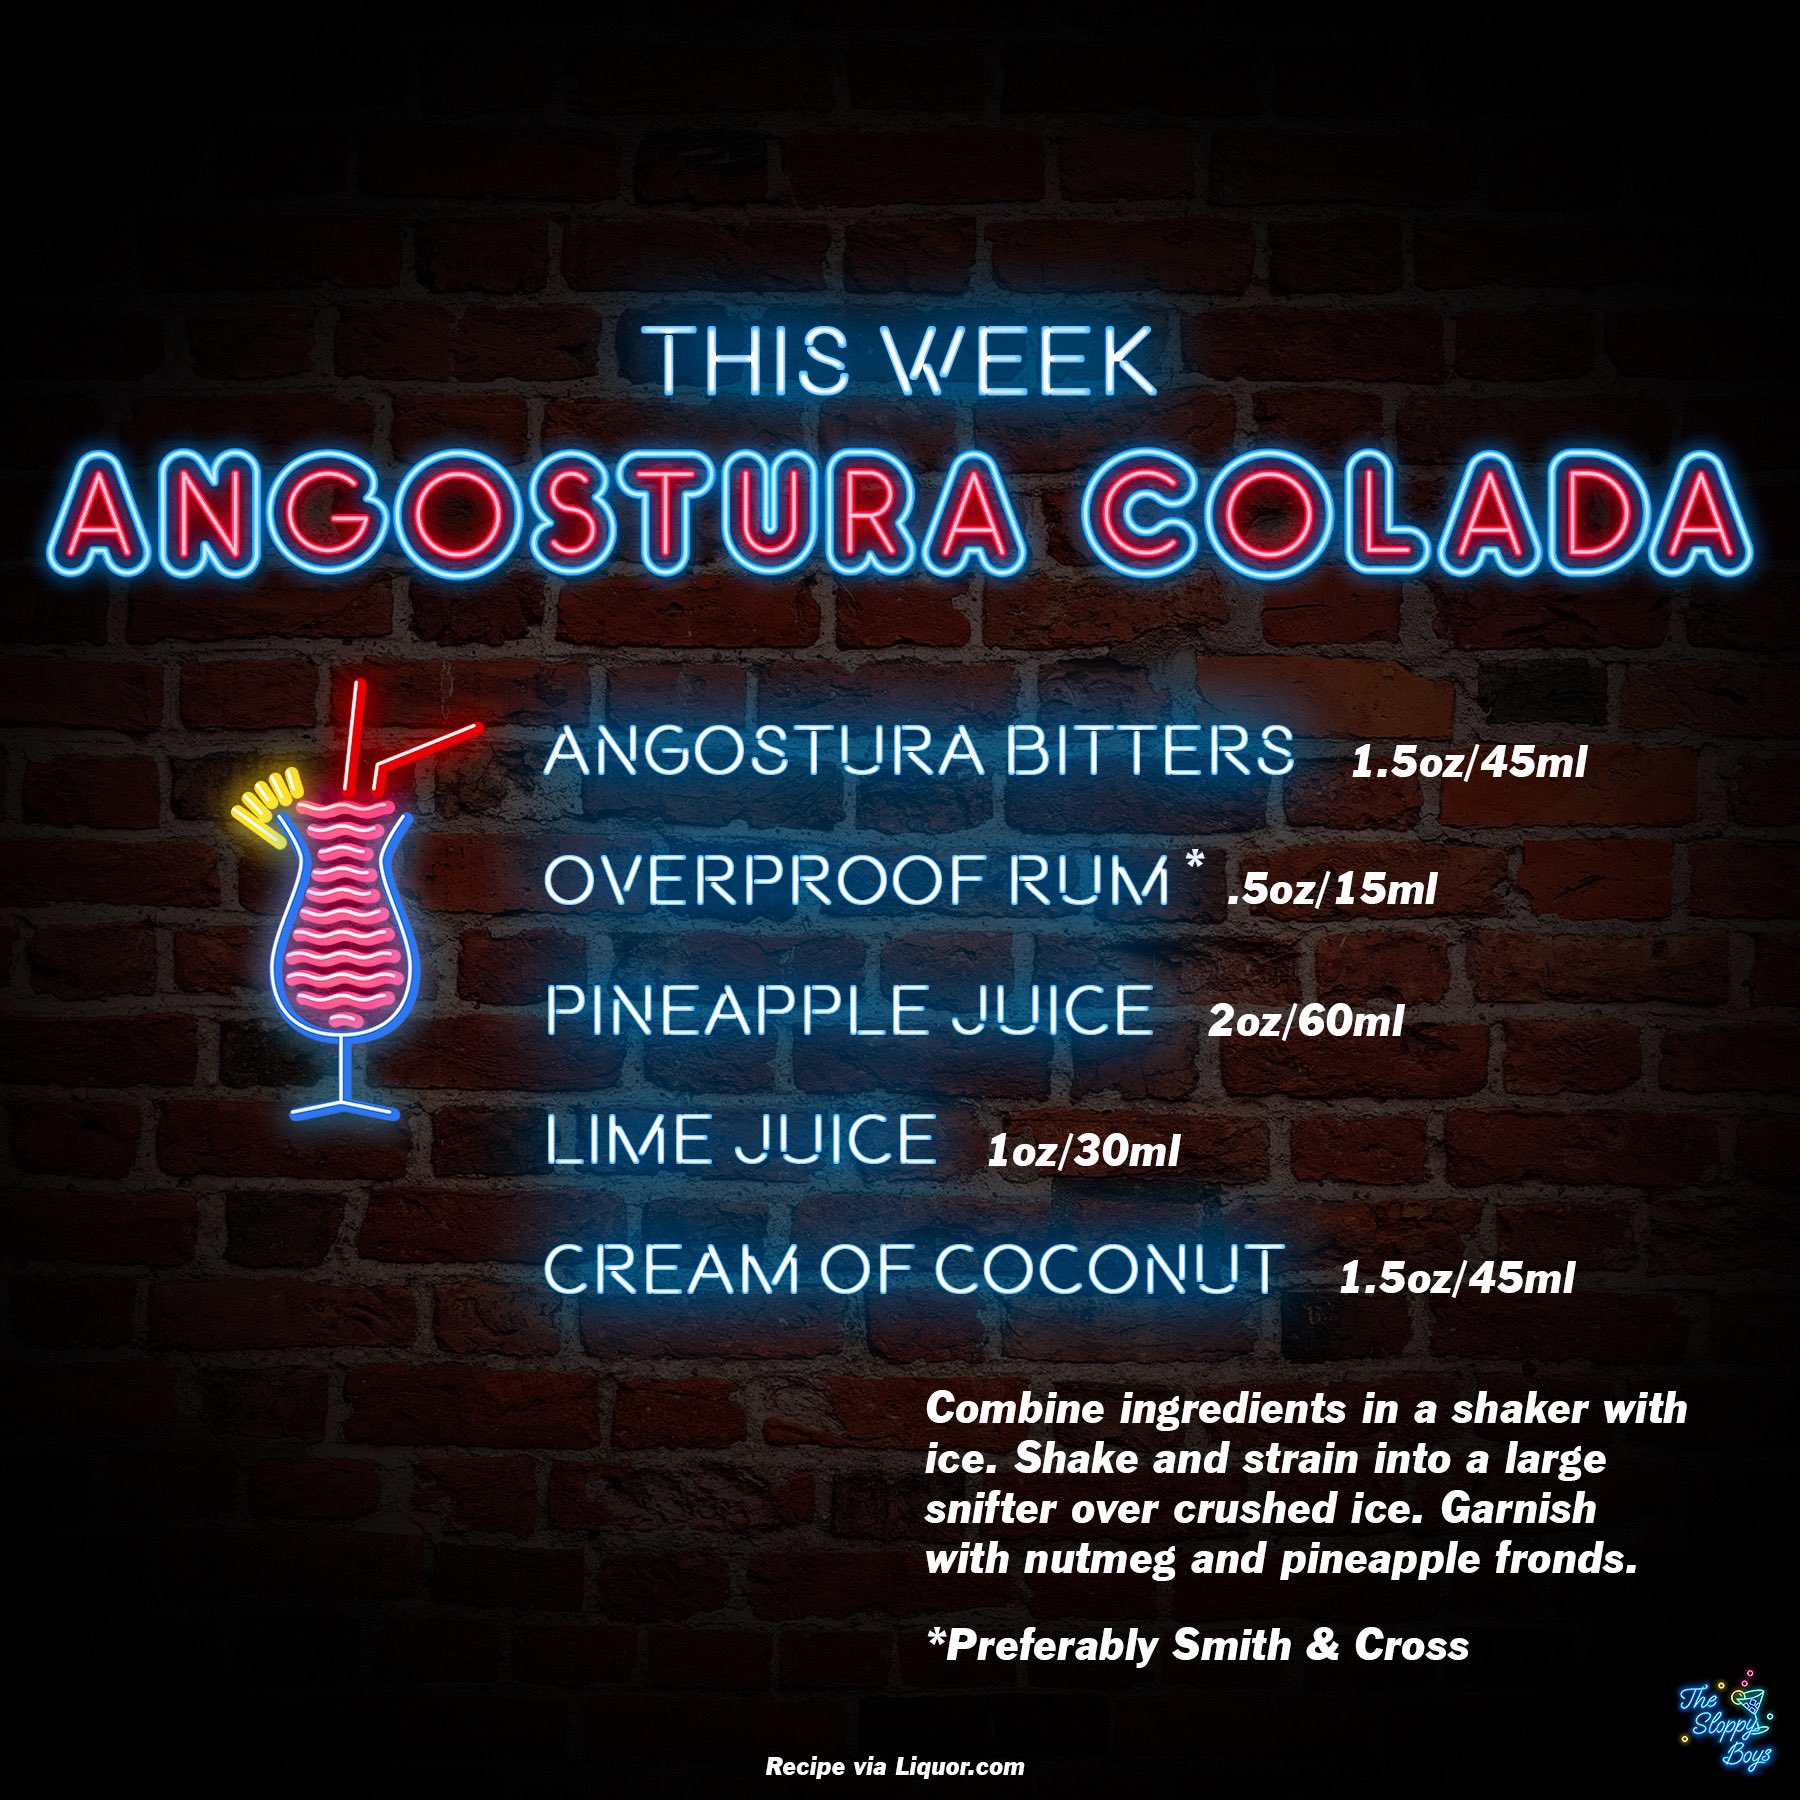 THIS WEEK
ANGOSTURA COLADA
ANGOSTURA BITTERS 1.5oz/45ml
OVERPROOF RUM * .5oz/15ml
PINEAPPLE JUICE 2oz/60ml
LIME JUICE 1oz/30ml
CREAM OF COCONUT 1.5oz/45ml
Combine ingredients in a shaker with
ice. Shake and strain into a large
snifter over crushed ice. Garnish
with nutmeg and pineapple fronds.
*Preferably Smith & Cross
The
Sloppy
Boys
Recipe via Liquor.com